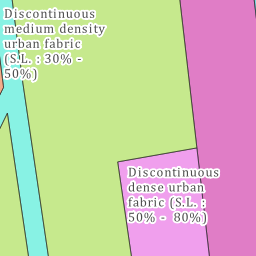 Discontinuous
medium density
urban fabric
(S.L. : 30% -
50%)
Discontinuous
dense urban
fabric (S.L. :
50% -  80%)